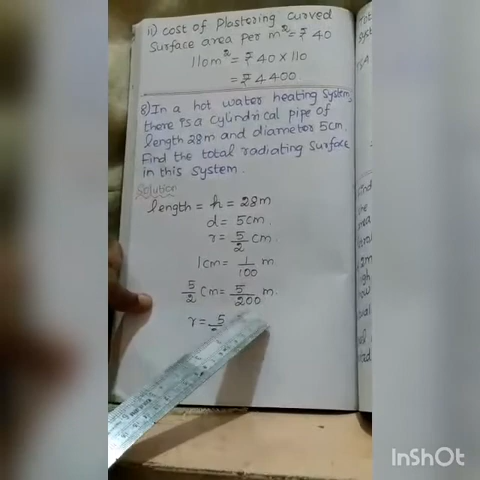 ii) cost of Plastering curved
Surface area per m² = ₹ 40
110m² = ₹ 40 × 110
= ₹ 4400.
8) In a hot water heating system,
there is a cylindrical pipe of
length 28m and diameter 5cm.
Find the total radiating surface
in this system.
Solution
length = h = 28m
d = 5cm
r = 5/2 cm
1cm = 1/100 m
5/2 cm = 5/200 m
r = 5
InShOt